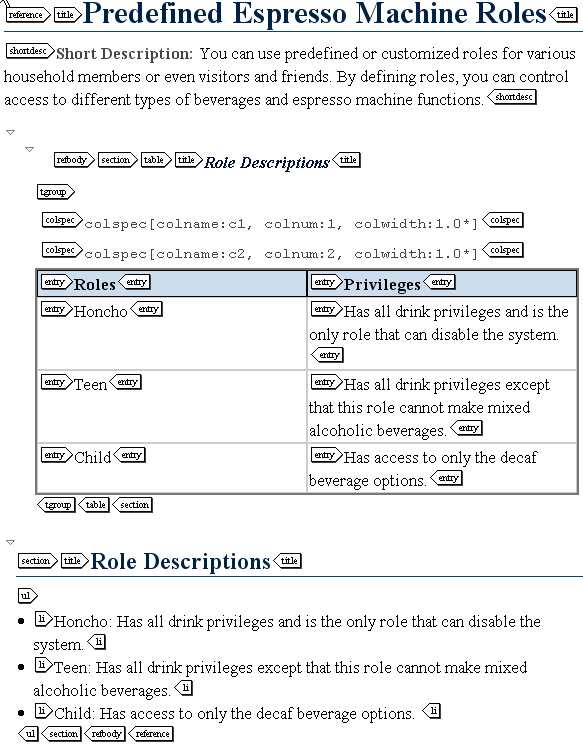 reference title Predefined Espresso Machine Roles title
shortdesc Short Description: You can use predefined or customized roles for various
household members or even visitors and friends. By defining roles, you can control
access to different types of beverages and espresso machine functions. shortdesc
refbody section table title Role Descriptions title
tgroup
colspec colspec[colname:c1, colnum:1, colwidth:1.0*] colspec
colspec colspec[colname:c2, colnum:2, colwidth:1.0*] colspec
entry Roles entry entry Privileges entry
entry Honcho entry entry Has all drink privileges and is the
only role that can disable the system.
entry
entry Teen entry entry Has all drink privileges except
that this role cannot make mixed
alcoholic beverages. entry
entry Child entry entry Has access to only the decaf
beverage options. entry
tgroup table section
section title Role Descriptions title
ul
li Honcho: Has all drink privileges and is the only role that can disable the
system. li
li Teen: Has all drink privileges except that this role cannot make mixed
alcoholic beverages. li
li Child: Has access to only the decaf beverage options. li
ul section refbody reference